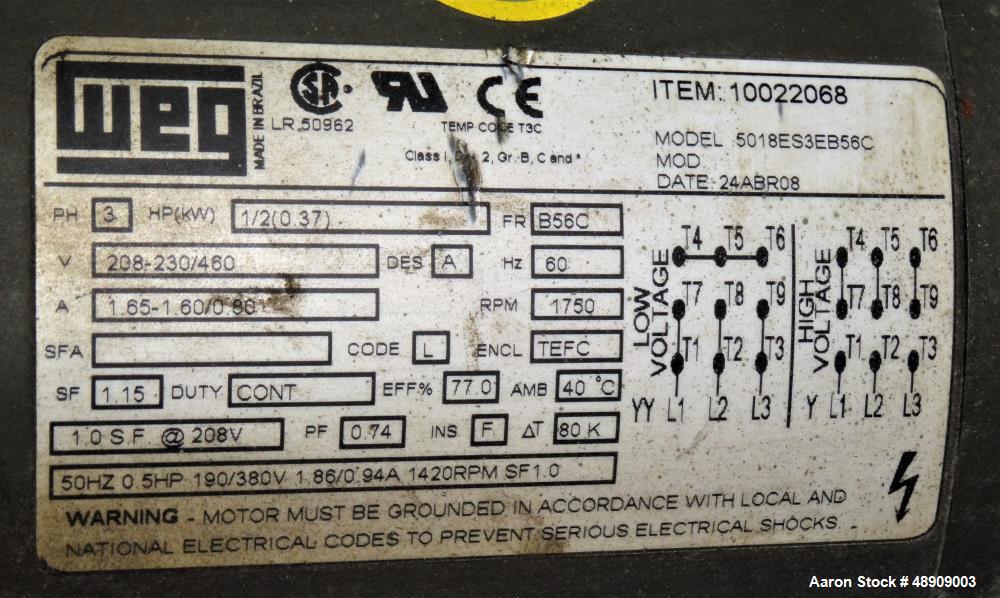 WEG
MADE IN BRAZIL
LR 50962
TEMP CODE T3C
Class I, Div. 2, Gr. B, C and *
ITEM: 10022068
MODEL 5018ES3EB56C
MOD.
DATE: 24ABR08
PH 3 HP(kW) 1/2(0.37) FR B56C
V 208-230/460 DES A Hz 60
A 1.65-1.60/0.80 RPM 1750
SFA CODE L ENCL TEFC
SF 1.15 DUTY CONT EFF% 77.0 AMB 40 °C
1.0 S.F. @ 208V PF 0.74 INS F ΔT 80 K
50HZ 0.5HP 190/380V 1.86/0.94A 1420RPM SF1.0
LOW VOLTAGE
T4 T5 T6
T7 T8 T9
T1 T2 T3
YY L1 L2 L3
HIGH VOLTAGE
T4 T5 T6
T7 T8 T9
T1 T2 T3
Y L1 L2 L3
WARNING - MOTOR MUST BE GROUNDED IN ACCORDANCE WITH LOCAL AND
NATIONAL ELECTRICAL CODES TO PREVENT SERIOUS ELECTRICAL SHOCKS.
Aaron Stock # 48909003